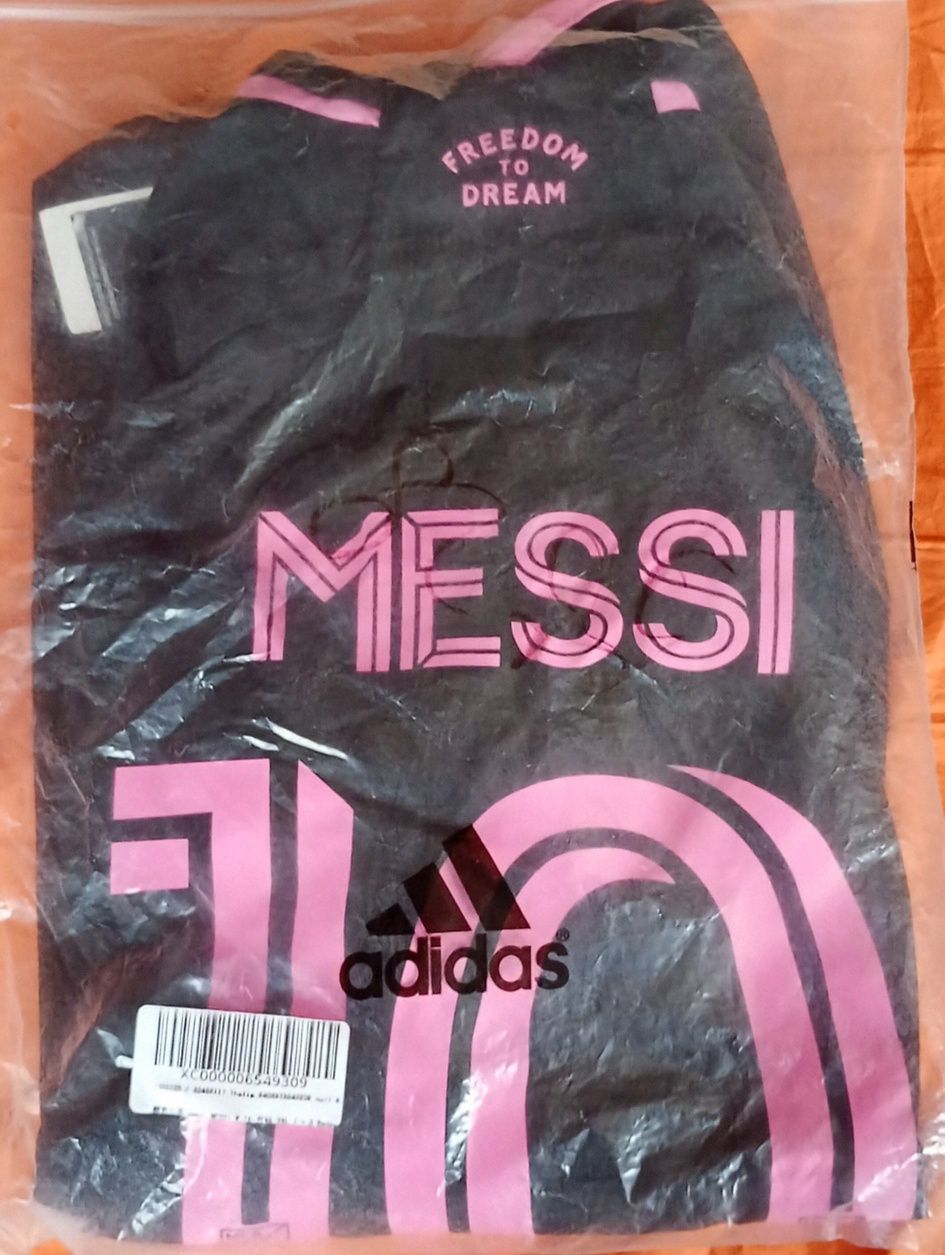 FREEDOM
TO
DREAM
MESSI
10
adidas®
XC000006549309